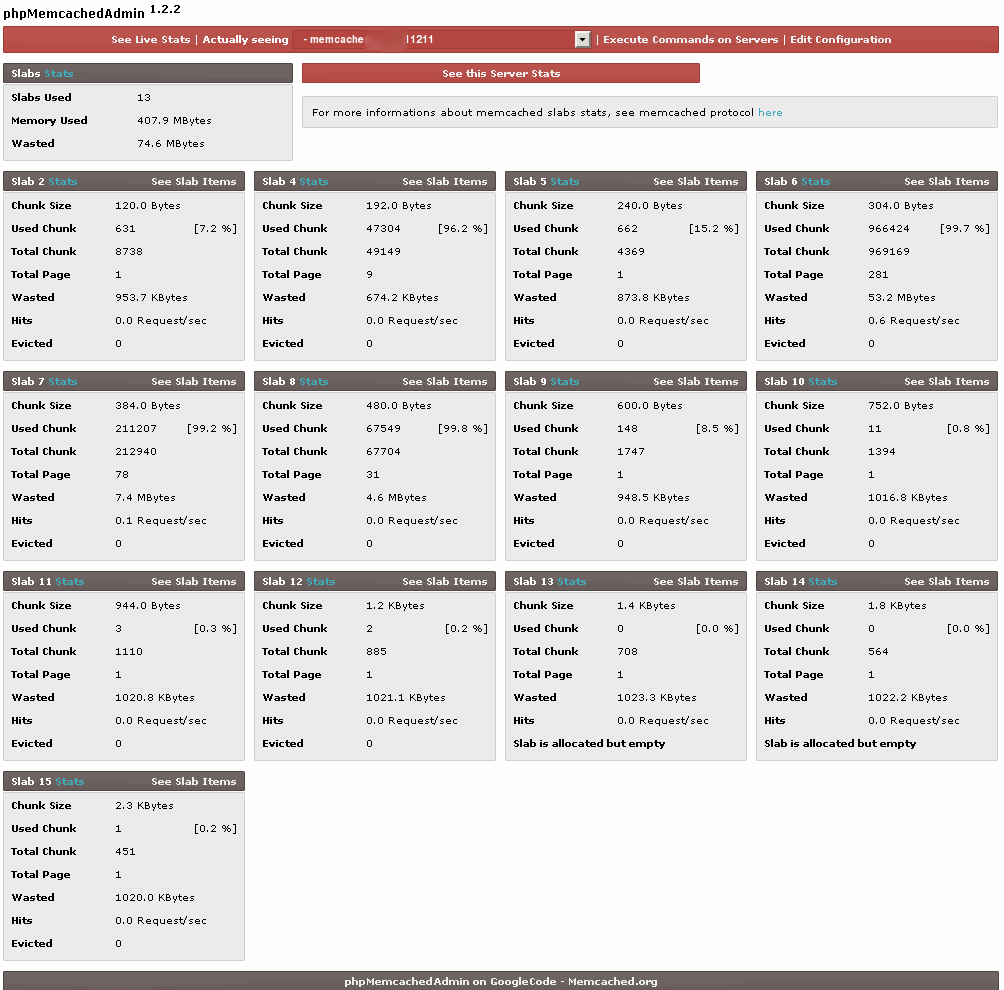 phpMemcachedAdmin 1.2.2
See Live Stats | Actually seeing - memcache l1211 | Execute Commands on Servers | Edit Configuration
Slabs Stats
See this Server Stats
Slabs Used 13
Memory Used 407.9 MBytes
Wasted 74.6 MBytes
For more informations about memcached slabs stats, see memcached protocol here
Slab 2 Stats See Slab Items
Chunk Size 120.0 Bytes
Used Chunk 631 [7.2 %]
Total Chunk 8738
Total Page 1
Wasted 953.7 KBytes
Hits 0.0 Request/sec
Evicted 0
Slab 4 Stats See Slab Items
Chunk Size 192.0 Bytes
Used Chunk 47304 [96.2 %]
Total Chunk 49149
Total Page 9
Wasted 674.2 KBytes
Hits 0.0 Request/sec
Evicted 0
Slab 5 Stats See Slab Items
Chunk Size 240.0 Bytes
Used Chunk 662 [15.2 %]
Total Chunk 4369
Total Page 1
Wasted 873.8 KBytes
Hits 0.0 Request/sec
Evicted 0
Slab 6 Stats See Slab Items
Chunk Size 304.0 Bytes
Used Chunk 966424 [99.7 %]
Total Chunk 969169
Total Page 281
Wasted 53.2 MBytes
Hits 0.6 Request/sec
Evicted 0
Slab 7 Stats See Slab Items
Chunk Size 384.0 Bytes
Used Chunk 211207 [99.2 %]
Total Chunk 212940
Total Page 78
Wasted 7.4 MBytes
Hits 0.1 Request/sec
Evicted 0
Slab 8 Stats See Slab Items
Chunk Size 480.0 Bytes
Used Chunk 67549 [99.8 %]
Total Chunk 67704
Total Page 31
Wasted 4.6 MBytes
Hits 0.0 Request/sec
Evicted 0
Slab 9 Stats See Slab Items
Chunk Size 600.0 Bytes
Used Chunk 148 [8.5 %]
Total Chunk 1747
Total Page 1
Wasted 948.5 KBytes
Hits 0.0 Request/sec
Evicted 0
Slab 10 Stats See Slab Items
Chunk Size 752.0 Bytes
Used Chunk 11 [0.8 %]
Total Chunk 1394
Total Page 1
Wasted 1016.8 KBytes
Hits 0.0 Request/sec
Evicted 0
Slab 11 Stats See Slab Items
Chunk Size 944.0 Bytes
Used Chunk 3 [0.3 %]
Total Chunk 1110
Total Page 1
Wasted 1020.8 KBytes
Hits 0.0 Request/sec
Evicted 0
Slab 12 Stats See Slab Items
Chunk Size 1.2 KBytes
Used Chunk 2 [0.2 %]
Total Chunk 885
Total Page 1
Wasted 1021.1 KBytes
Hits 0.0 Request/sec
Evicted 0
Slab 13 Stats See Slab Items
Chunk Size 1.4 KBytes
Used Chunk 0 [0.0 %]
Total Chunk 708
Total Page 1
Wasted 1023.3 KBytes
Hits 0.0 Request/sec
Slab is allocated but empty
Slab 14 Stats See Slab Items
Chunk Size 1.8 KBytes
Used Chunk 0 [0.0 %]
Total Chunk 564
Total Page 1
Wasted 1022.2 KBytes
Hits 0.0 Request/sec
Slab is allocated but empty
Slab 15 Stats See Slab Items
Chunk Size 2.3 KBytes
Used Chunk 1 [0.2 %]
Total Chunk 451
Total Page 1
Wasted 1020.0 KBytes
Hits 0.0 Request/sec
Evicted 0
phpMemcachedAdmin on GoogleCode - Memcached.org